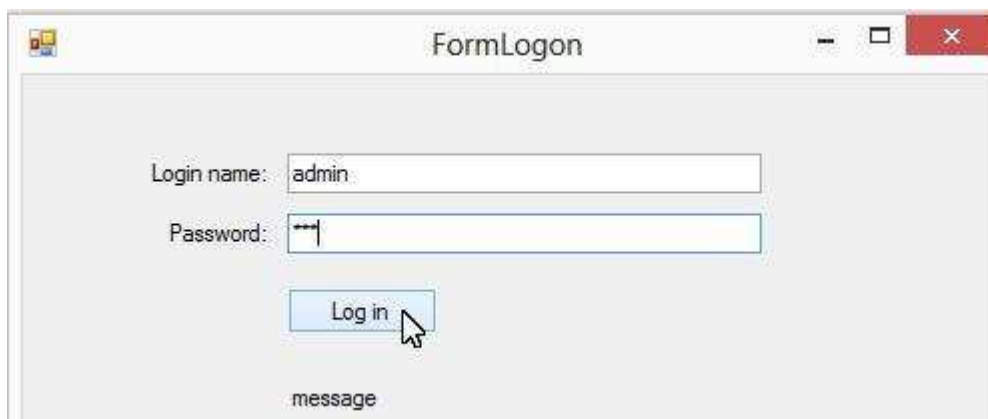 FormLogon
Login name: admin
Password: ***
Log in
message